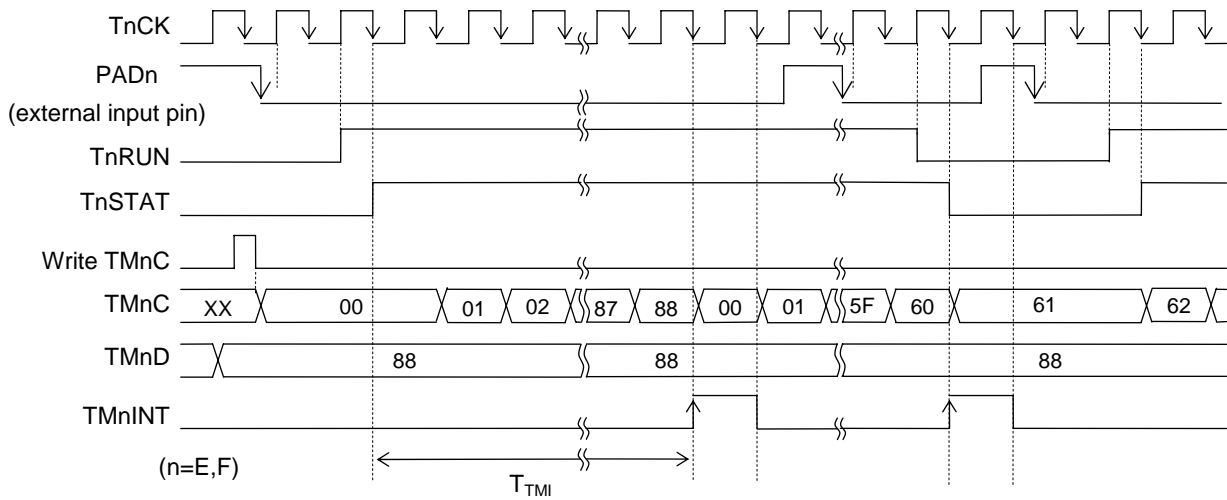 TnCK
PADn
(external input pin)
TnRUN
TnSTAT
Write TMnC
TMnC XX 00 01 02 87 88 00 01 5F 60 61 62
TMnD 88 88 88
TMnINT
(n=E,F)
TTMI